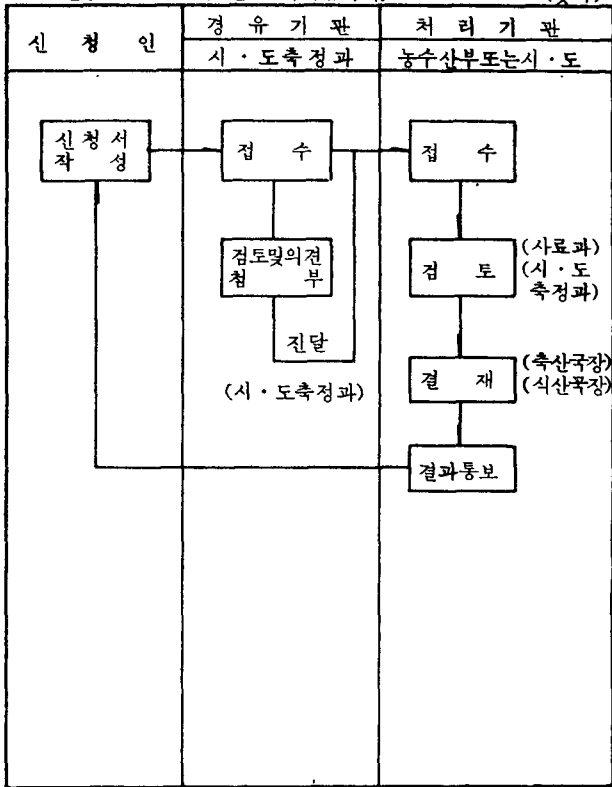 신 청 인
경 유 기 관
처 리 기 관
시 · 도축정과
농수산부또는시 · 도
신 청 서
작 성
접 수
접 수
검토및의견
첨 부
검 토
(사료과)
(시 · 도
축정과)
진달
(시 · 도축정과)
결 재
(축산국장)
(식산국장)
결과통보